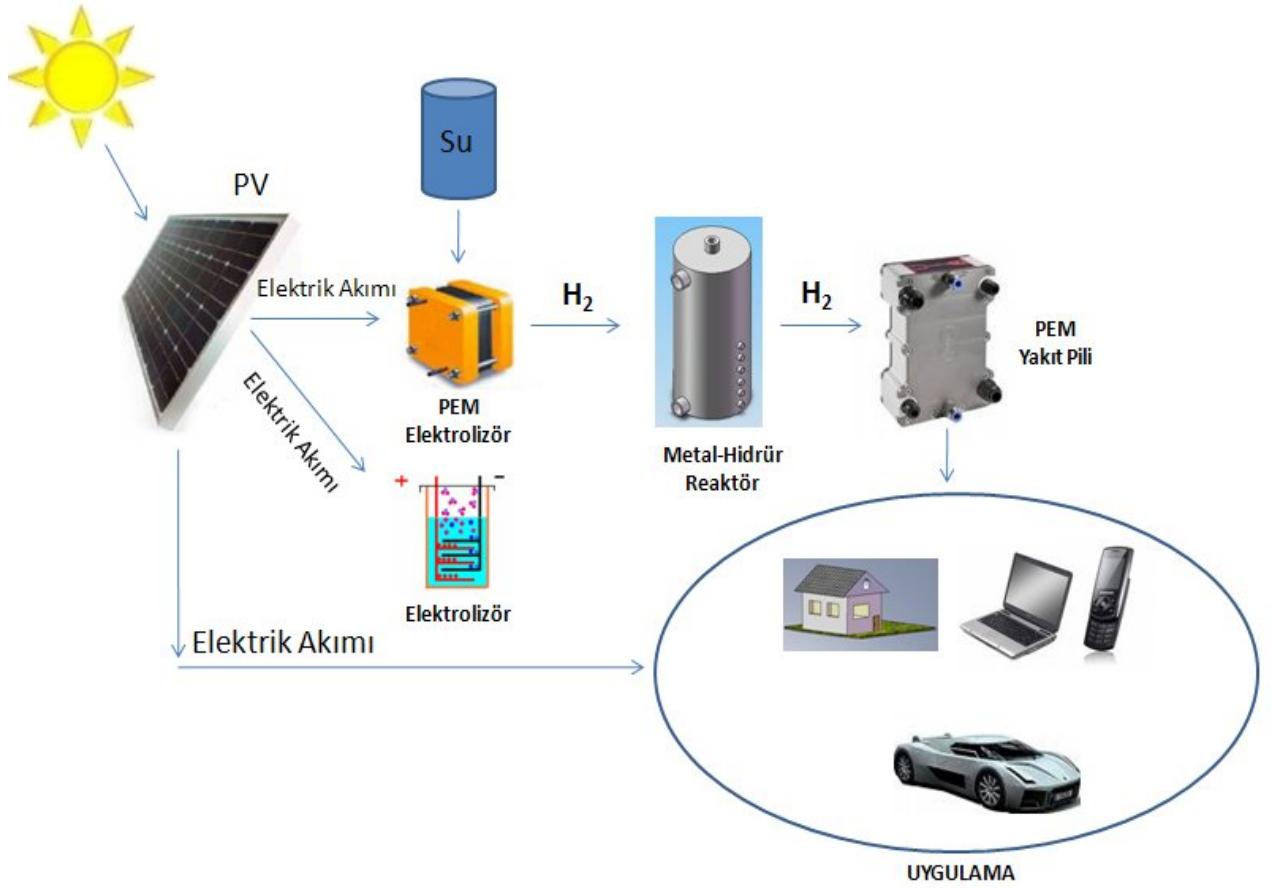 Su
PV
Elektrik Akımı
H₂
H₂
PEM
Yakıt Pili
Elektrik Akımı
PEM
Elektrolizör
Metal-Hidrür
Reaktör
+
−
Elektrolizör
Elektrik Akımı
UYGULAMA